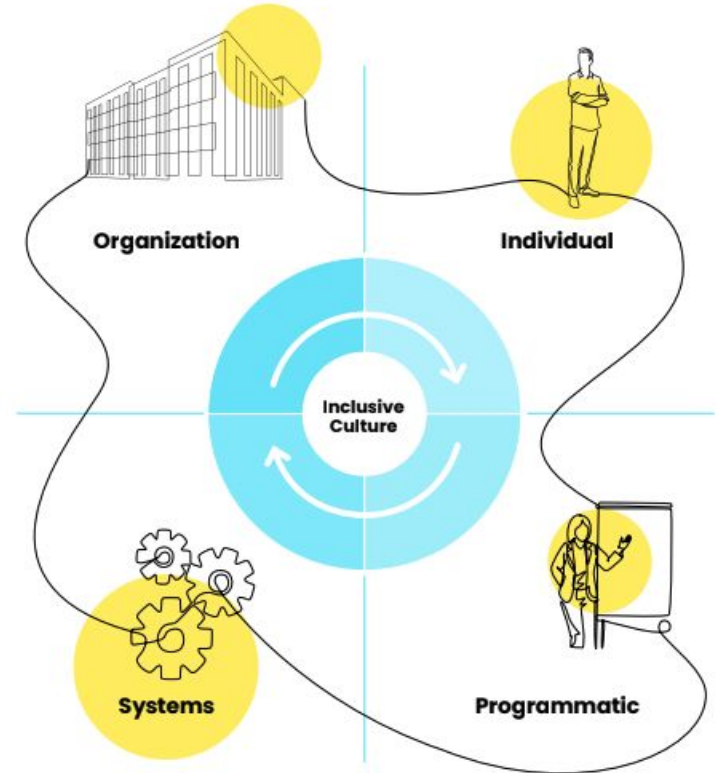 Organization
Individual
Inclusive
Culture
Systems
Programmatic